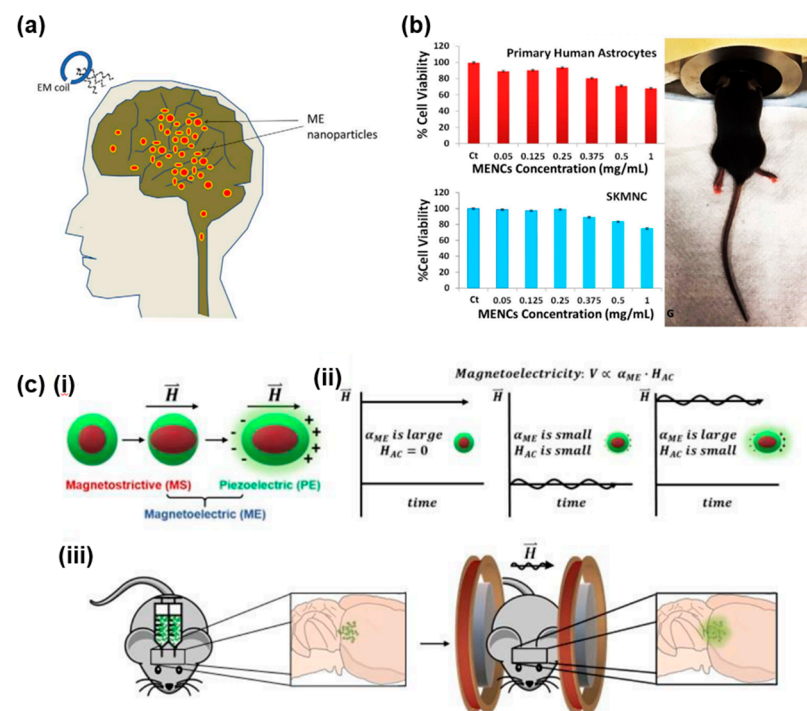 (a)
EM coil
ME
nanoparticles
(b)
Primary Human Astrocytes
% Cell Viability
120
100
80
60
40
20
0
Ct 0.05 0.125 0.25 0.375 0.5 1
MENCs Concentration (mg/mL)
SKMNC
%Cell Viability
120
100
80
60
40
20
0
Ct 0.05 0.125 0.25 0.375 0.5 1
MENCs Concentration (mg/mL)
G
(c) (i)
H H
Magnetostrictive (MS) Piezoelectric (PE)
Magnetoelectric (ME)
(ii)
Magnetoelectricity: V ∝ α_ME · H_AC
H H H
α_ME is large
H_AC = 0
time
α_ME is small
H_AC is small
time
α_ME is large
H_AC is small
time
(iii)
H